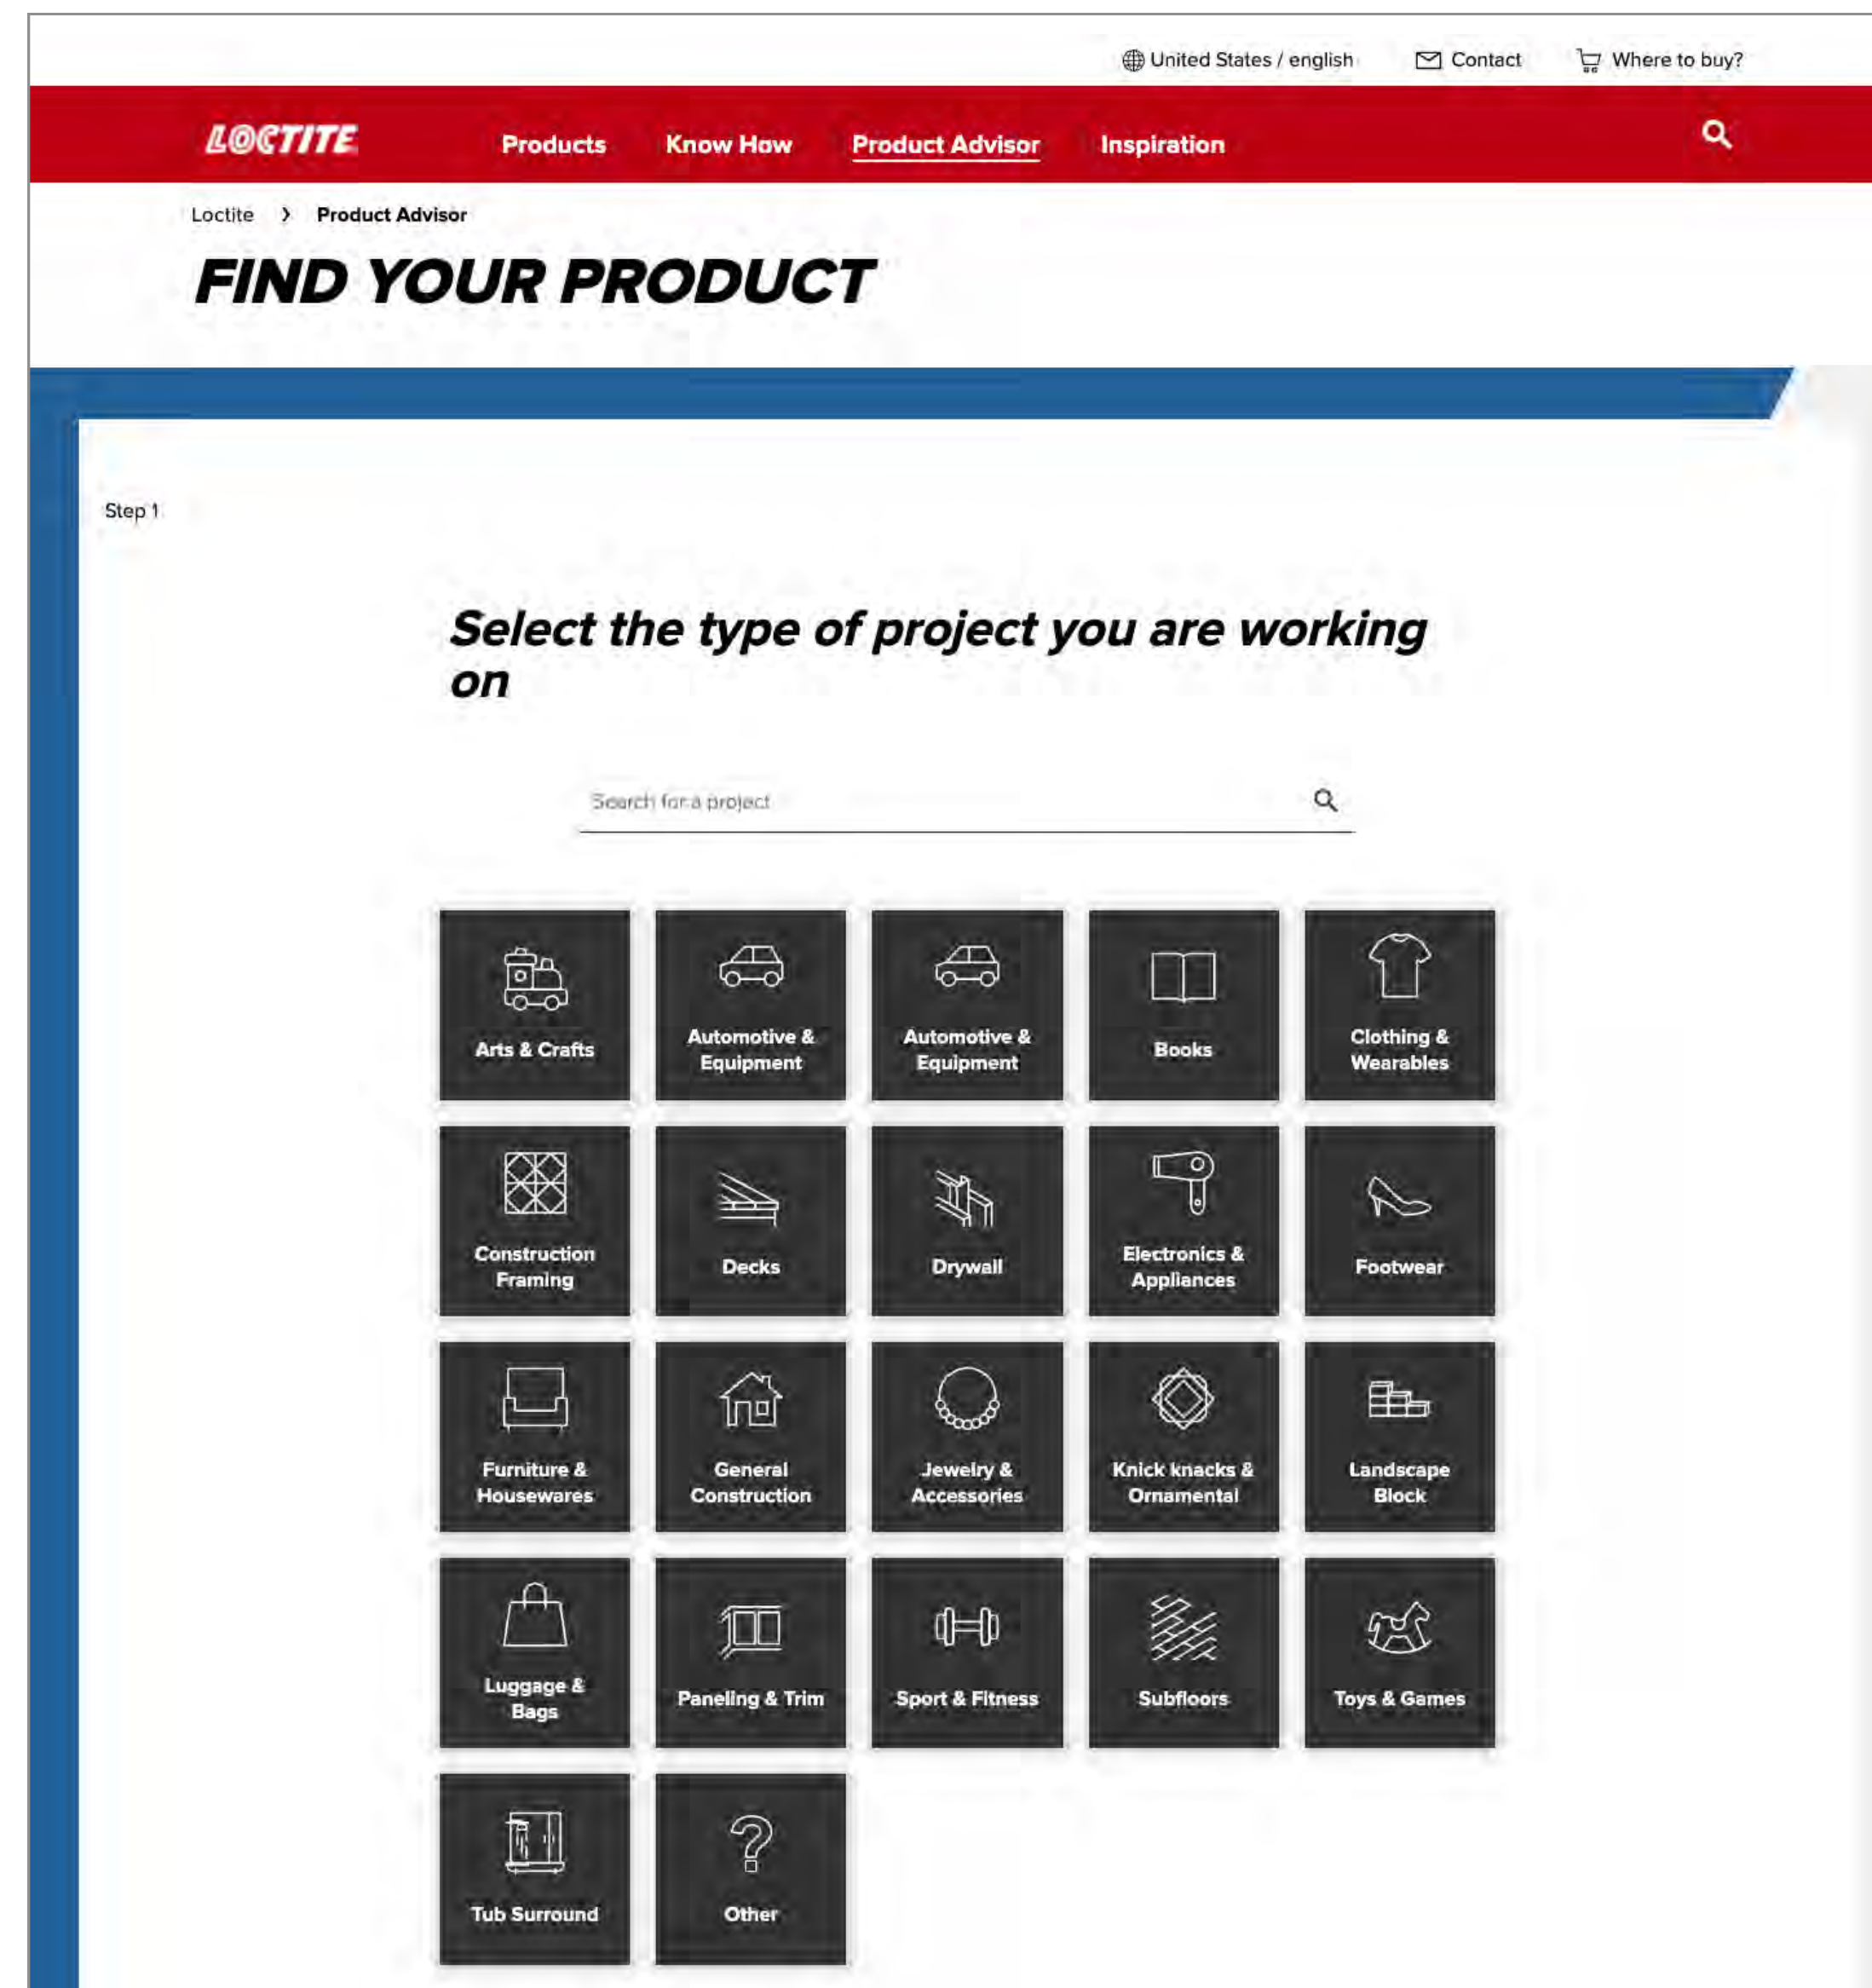 United States / english Contact Where to buy?
LOCTITE Products Know How Product Advisor Inspiration
Loctite > Product Advisor
FIND YOUR PRODUCT
Step 1
Select the type of project you are working
on
Search for a project
Arts & Crafts
Automotive &
Equipment
Automotive &
Equipment
Books
Clothing &
Wearables
Construction
Framing
Decks
Drywall
Electronics &
Appliances
Footwear
Furniture &
Housewares
General
Construction
Jewelry &
Accessories
Knick knacks &
Ornamental
Landscape
Block
Luggage &
Bags
Paneling & Trim
Sport & Fitness
Subfloors
Toys & Games
Tub Surround
Other